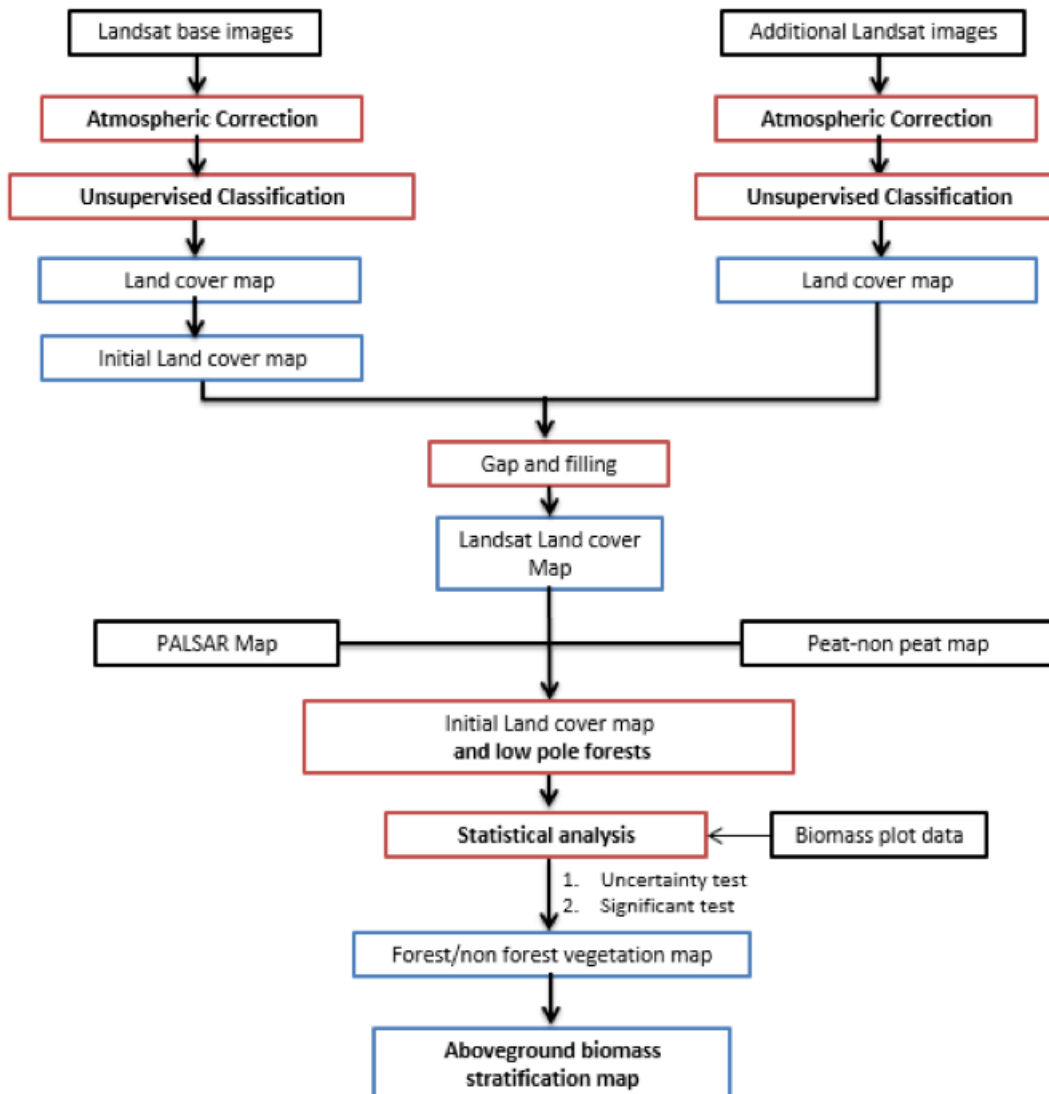 Landsat base images
Additional Landsat images
Atmospheric Correction
Atmospheric Correction
Unsupervised Classification
Unsupervised Classification
Land cover map
Land cover map
Initial Land cover map
Gap and filling
Landsat Land cover
Map
PALSAR Map
Peat-non peat map
Initial Land cover map
and low pole forests
Statistical analysis
Biomass plot data
1. Uncertainty test
2. Significant test
Forest/non forest vegetation map
Aboveground biomass
stratification map